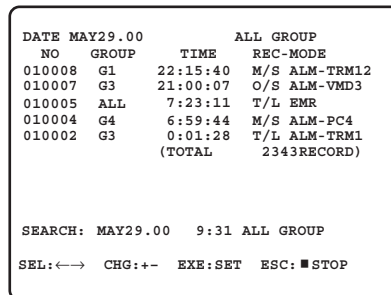 DATE MAY29.00 ALL GROUP
NO GROUP TIME REC-MODE
010008 G1 22:15:40 M/S ALM-TRM12
010007 G3 21:00:07 O/S ALM-VMD3
010005 ALL 7:23:11 T/L EMR
010004 G4 6:59:44 M/S ALM-PC4
010002 G3 0:01:28 T/L ALM-TRM1
(TOTAL 2343RECORD)
SEARCH: MAY29.00 9:31 ALL GROUP
SEL:←→ CHG:+- EXE:SET ESC:■STOP